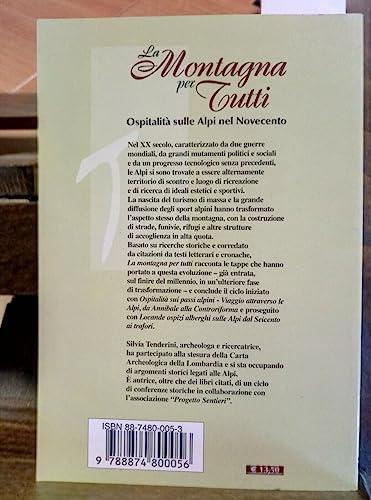 La
Montagna
per
Tutti
Ospitalità sulle Alpi nel Novecento
Nel XX secolo, caratterizzato da due guerre
mondiali, da grandi mutamenti politici e sociali
e da un progresso tecnologico senza precedenti,
le Alpi si sono trovate a essere alternamente
territorio di scontro e luogo di ricreazione
e di ricerca di ideali estetici e sportivi.
La nascita del turismo di massa e la grande
diffusione degli sport alpini hanno trasformato
l'aspetto stesso della montagna, con la costruzione
di strade, funivie, rifugi e altre strutture
di accoglienza in alta quota.
Basato su ricerche storiche e corredato
da citazioni da testi letterari e cronache,
La montagna per tutti raccoglie le tappe che hanno
portato a questa evoluzione – già entrata,
sul finire del millennio, in un'ulteriore fase
di trasformazione – e conclude il ciclo iniziato
con Ospitalità sui passi alpini - Viaggio attraverso le
Alpi, da Annibale alla Controriforma e proseguito
con Locande ospizi alberghi sulle Alpi dal Seicento
ai trafori.
Silvia Tenderini, archeologa e ricercatrice,
ha partecipato alla stesura della Carta
Archeologica della Lombardia e si sta occupando
di argomenti storici legati alle Alpi.
È autrice, oltre che dei libri citati, di un ciclo
di conferenze storiche in collaborazione con
l'associazione "Progetto Sentieri".
ISBN 88-7480-005-3
9 788874 800056
€ 13,50